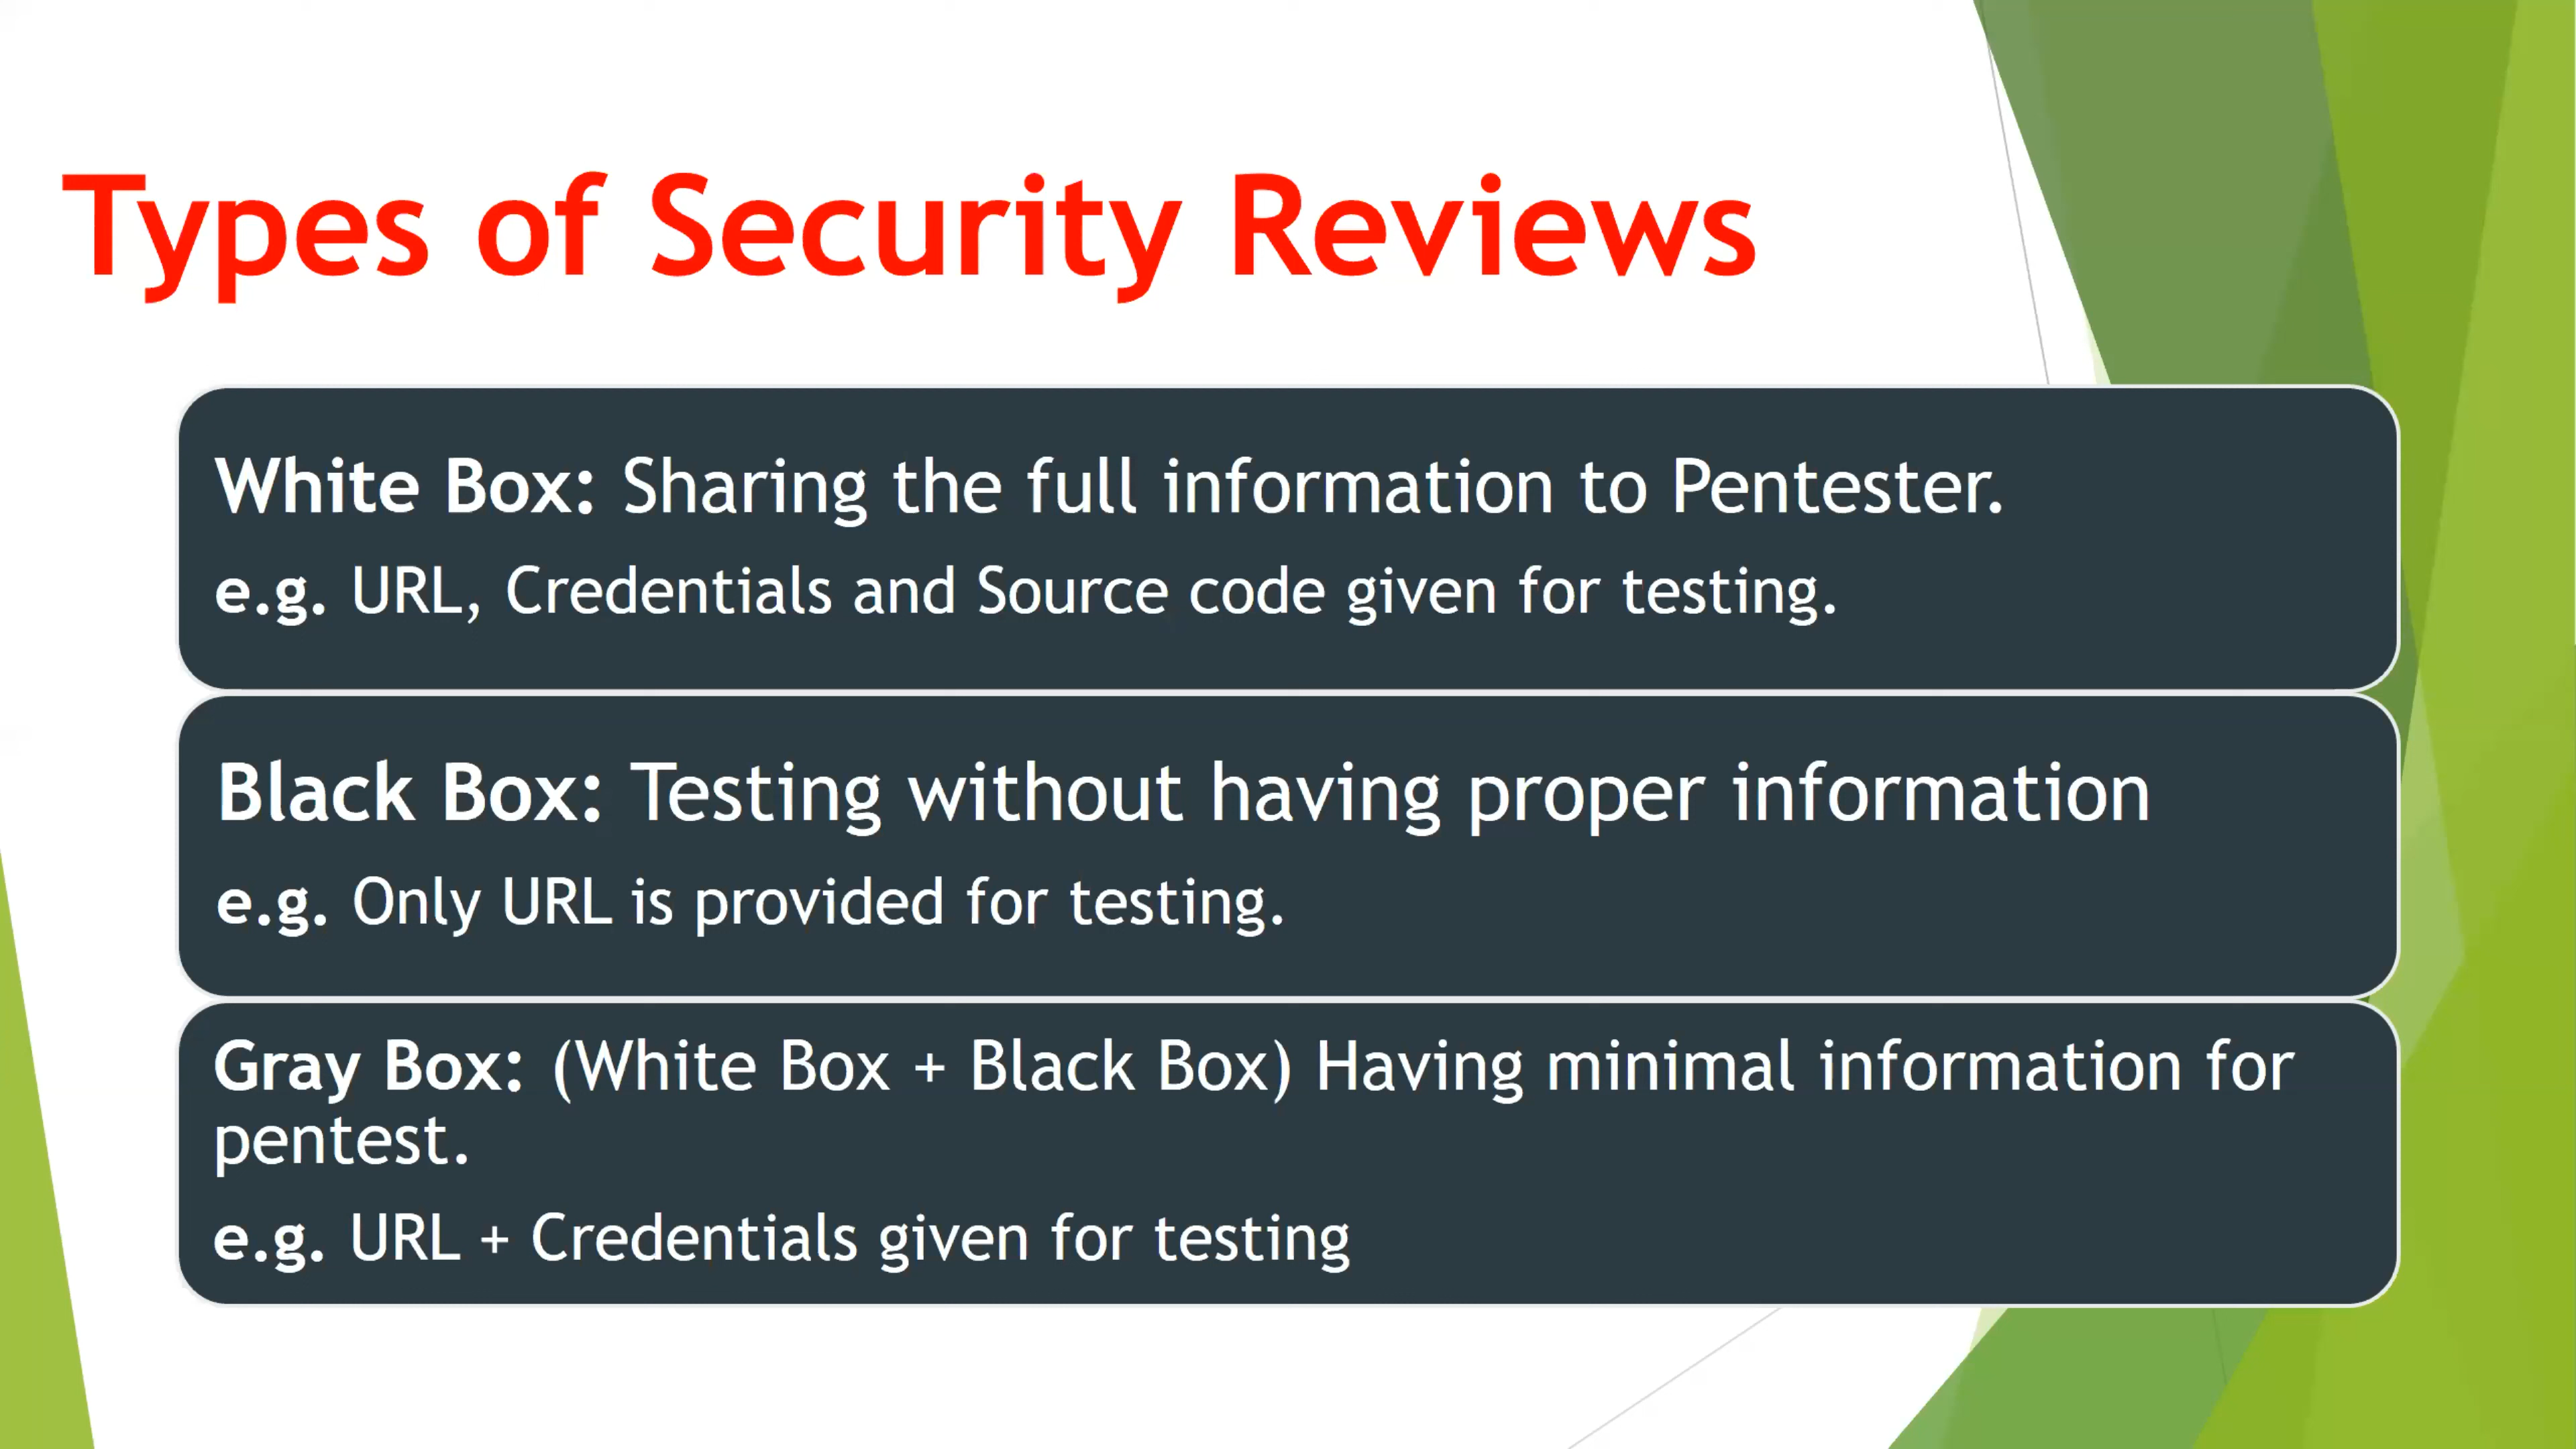 Types of Security Reviews
White Box: Sharing the full information to Pentester.
e.g. URL, Credentials and Source code given for testing.
Black Box: Testing without having proper information
e.g. Only URL is provided for testing.
Gray Box: (White Box + Black Box) Having minimal information for
pentest.
e.g. URL + Credentials given for testing